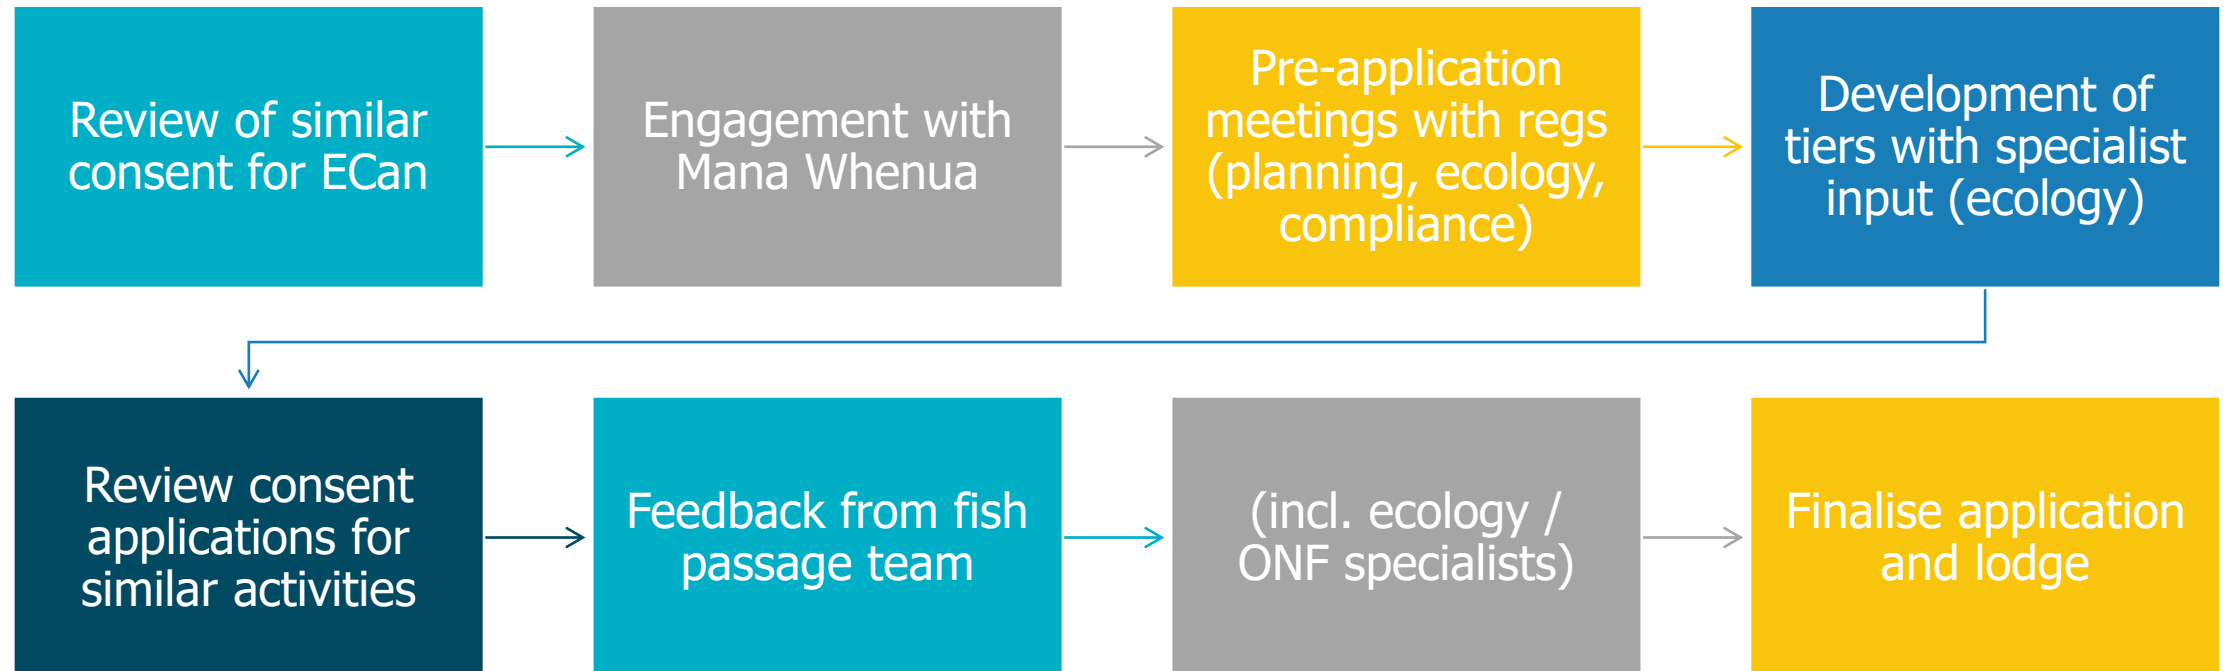 Review of similar
consent for ECan
Engagement with
Mana Whenua
Pre-application
meetings with regs
(planning, ecology,
compliance)
Development of
tiers with specialist
input (ecology)
Review consent
applications for
similar activities
Feedback from fish
passage team
(incl. ecology /
ONF specialists)
Finalise application
and lodge